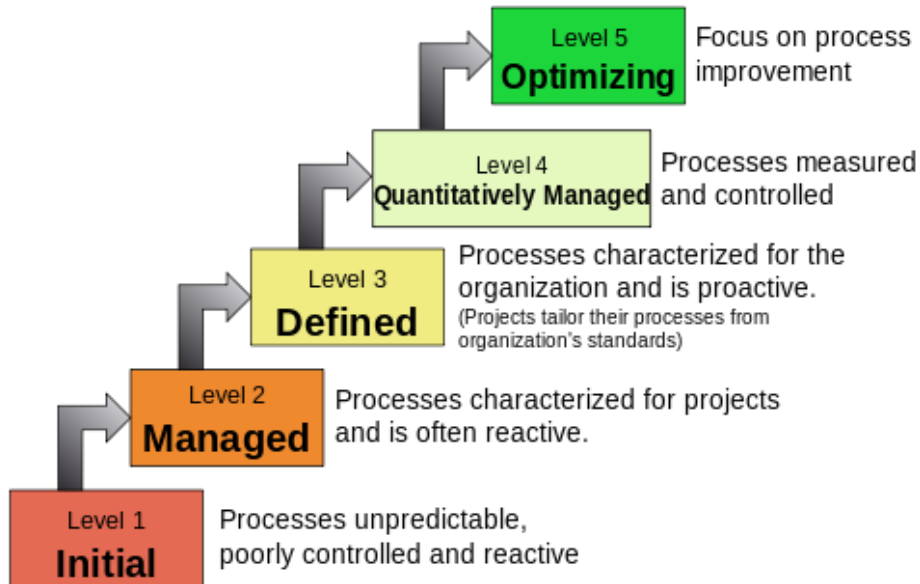 Level 5
Optimizing
Focus on process
improvement
Level 4
Quantitatively Managed
Processes measured
and controlled
Level 3
Defined
Processes characterized for the
organization and is proactive.
(Projects tailor their processes from
organization's standards)
Level 2
Managed
Processes characterized for projects
and is often reactive.
Level 1
Initial
Processes unpredictable,
poorly controlled and reactive